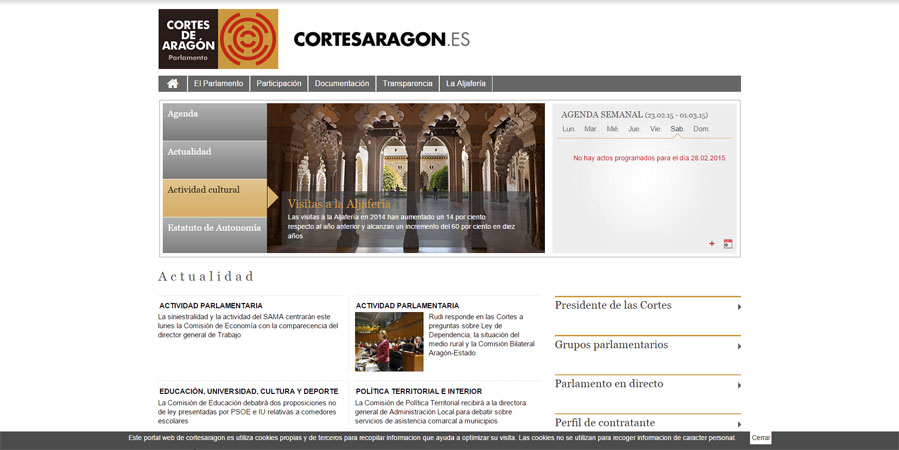 CORTES
DE
ARAGÓN
Parlamento
CORTESARAGON.ES
El Parlamento
Participación
Documentación
Transparencia
La Aljafería
Agenda
Actualidad
Actividad cultural
Estatuto de Autonomía
Visitas a la Aljafería
Las visitas a la Aljafería en 2014 han aumentado un 14 por ciento
respecto al año anterior y alcanzan un incremento del 60 por ciento en diez
años
AGENDA SEMANAL (23.02.15 - 01.03.15)
Lun. Mar. Mié. Jue. Vie. Sab. Dom.
No hay actos programados para el día 28.02.2015.
Actualidad
ACTIVIDAD PARLAMENTARIA
La siniestralidad y la actividad del SAMA centrarán este
lunes la Comisión de Economía con la comparecencia del
director general de Trabajo
ACTIVIDAD PARLAMENTARIA
Rudi responde en las Cortes a
preguntas sobre Ley de
Dependencia, la situación del
medio rural y la Comisión Bilateral
Aragón-Estado
EDUCACIÓN, UNIVERSIDAD, CULTURA Y DEPORTE
La Comisión de Educación debatirá dos proposiciones no
de ley presentadas por PSOE e IU relativas a comedores
escolares
POLÍTICA TERRITORIAL E INTERIOR
La Comisión de Política Territorial recibirá a la directora
general de Administración Local para debatir sobre
servicios de asistencia comarcal a municipios
Presidente de las Cortes
Grupos parlamentarios
Parlamento en directo
Perfil de contratante
Este portal web de cortesaragon.es utiliza cookies propias y de terceros para recopilar informacion que ayuda a optimizar su visita. Las cookies no se utilizan para recoger informacion de caracter personal.
Cerrar